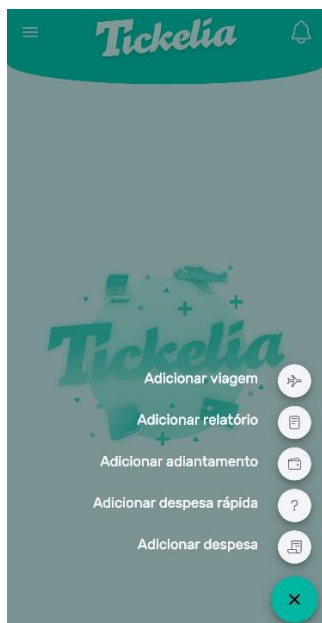 Tickelia
Tickelia
Adicionar viagem
Adicionar relatório
Adicionar adiantamento
Adicionar despesa rápida
?
Adicionar despesa